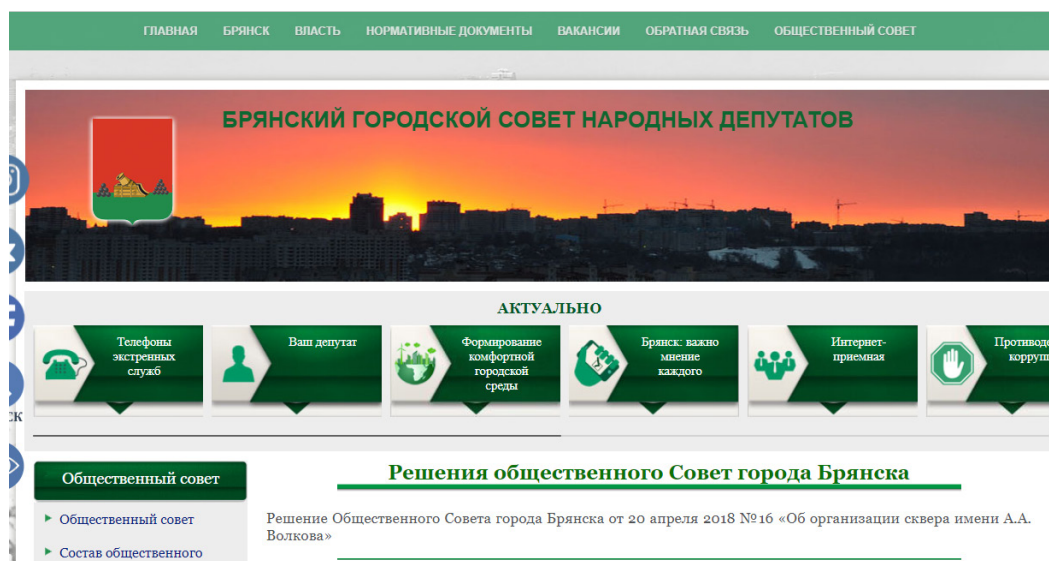 ГЛАВНАЯ БРЯНСК ВЛАСТЬ НОРМАТИВНЫЕ ДОКУМЕНТЫ ВАКАНСИИ ОБРАТНАЯ СВЯЗЬ ОБЩЕСТВЕННЫЙ СОВЕТ
БРЯНСКИЙ ГОРОДСКОЙ СОВЕТ НАРОДНЫХ ДЕПУТАТОВ
АКТУАЛЬНО
Телефоны
экстренных
служб
Ваш депутат
Формирование
комфортной
городской
среды
Брянск: важно
мнение
каждого
Интернет-
приемная
Общественный совет
Общественный совет
Состав общественного
Решения общественного Совет города Брянска
Решение Общественного Совета города Брянска от 20 апреля 2018 №16 «Об организации сквера имени А.А.
Волкова»